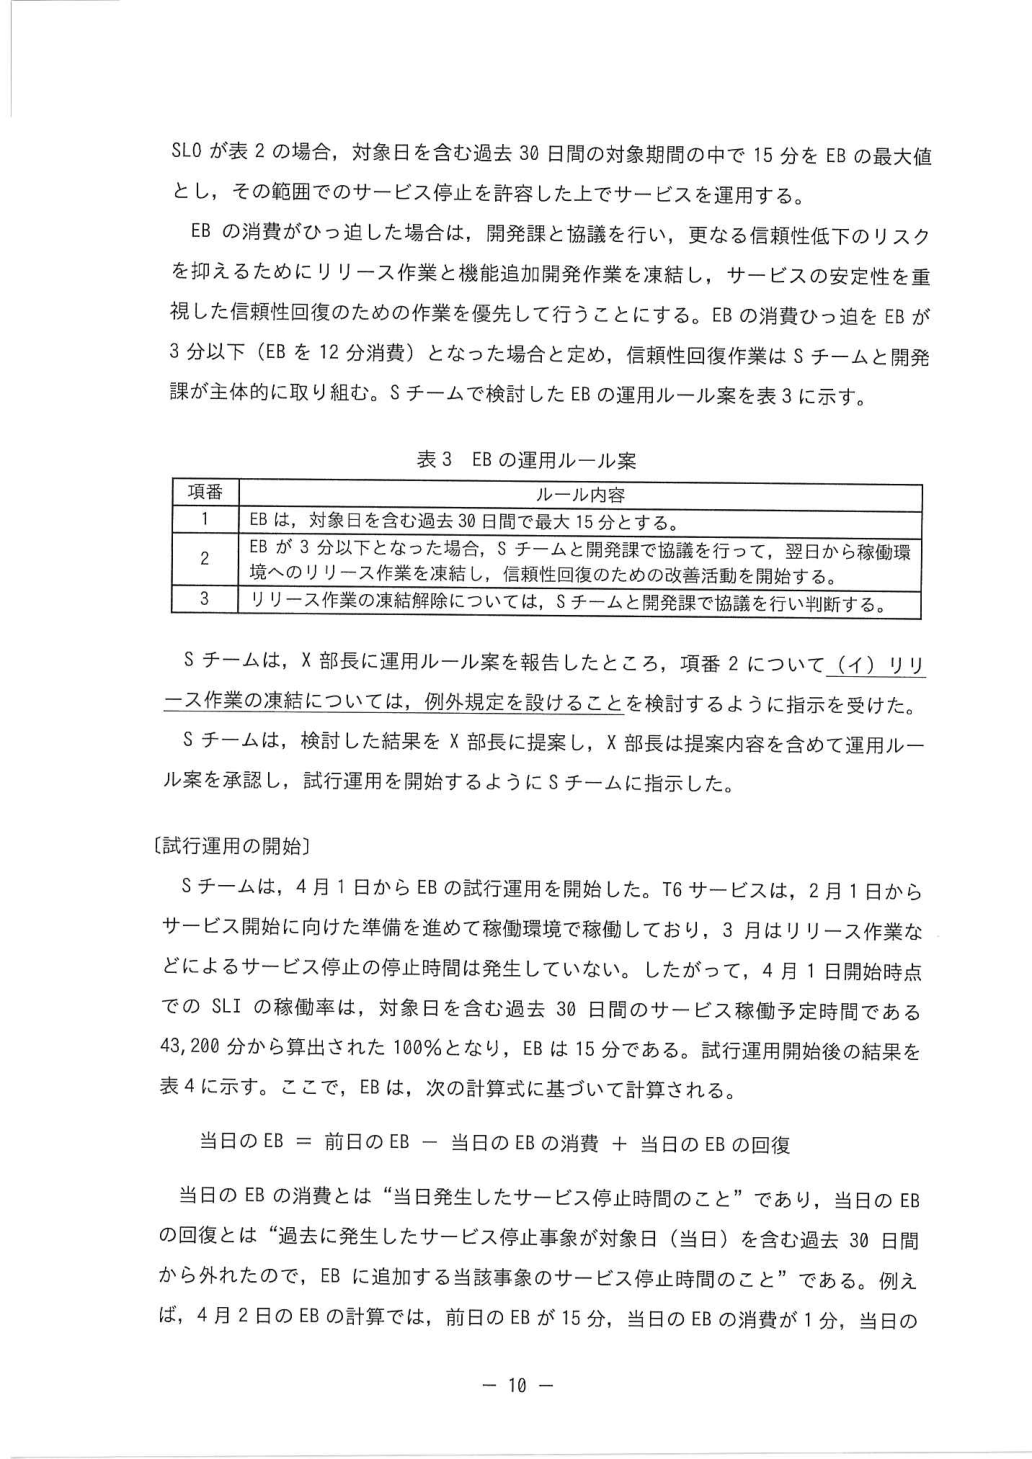 SLO が表 2 の場合，対象日を含む過去 30 日間の対象期間の中で 15 分を EB の最大値
とし，その範囲でのサービス停止を許容した上でサービスを運用する。
EB の消費がひっ迫した場合は，開発課と協議を行い，更なる信頼性低下のリスク
を抑えるためにリリース作業と機能追加開発作業を凍結し，サービスの安定性を重
視した信頼性回復のための作業を優先して行うことにする。EB の消費ひっ迫を EB が
3 分以下（EB を 12 分消費）となった場合と定め，信頼性回復作業は S チームと開発
課が主体的に取り組む。S チームで検討した EB の運用ルール案を表 3 に示す。
表 3　EB の運用ルール案
項番　ルール内容
1　EB は，対象日を含む過去 30 日間で最大 15 分とする。
2　EB が 3 分以下となった場合，S チームと開発課で協議を行って，翌日から稼働環
境へのリリース作業を凍結し，信頼性回復のための改善活動を開始する。
3　リリース作業の凍結解除については，S チームと開発課で協議を行い判断する。
S チームは，X 部長に運用ルール案を報告したところ，項番 2 について（イ）リリ
ース作業の凍結については，例外規定を設けることを検討するように指示を受けた。
S チームは，検討した結果を X 部長に提案し，X 部長は提案内容を含めて運用ルー
ル案を承認し，試行運用を開始するように S チームに指示した。
〔試行運用の開始〕
S チームは，4 月 1 日から EB の試行運用を開始した。T6 サービスは，2 月 1 日から
サービス開始に向けた準備を進めて稼働環境で稼働しており，3 月はリリース作業な
どによるサービス停止の停止時間は発生していない。したがって，4 月 1 日開始時点
での SLI の稼働率は，対象日を含む過去 30 日間のサービス稼働予定時間である
43,200 分から算出された 100%となり，EB は 15 分である。試行運用開始後の結果を
表 4 に示す。ここで，EB は，次の計算式に基づいて計算される。
当日の EB ＝ 前日の EB － 当日の EB の消費 ＋ 当日の EB の回復
当日の EB の消費とは“当日発生したサービス停止時間のこと”であり，当日の EB
の回復とは“過去に発生したサービス停止事象が対象日（当日）を含む過去 30 日間
から外れたので，EB に追加する当該事象のサービス停止時間のこと”である。例え
ば，4 月 2 日の EB の計算では，前日の EB が 15 分，当日の EB の消費が 1 分，当日の
－ 10 －